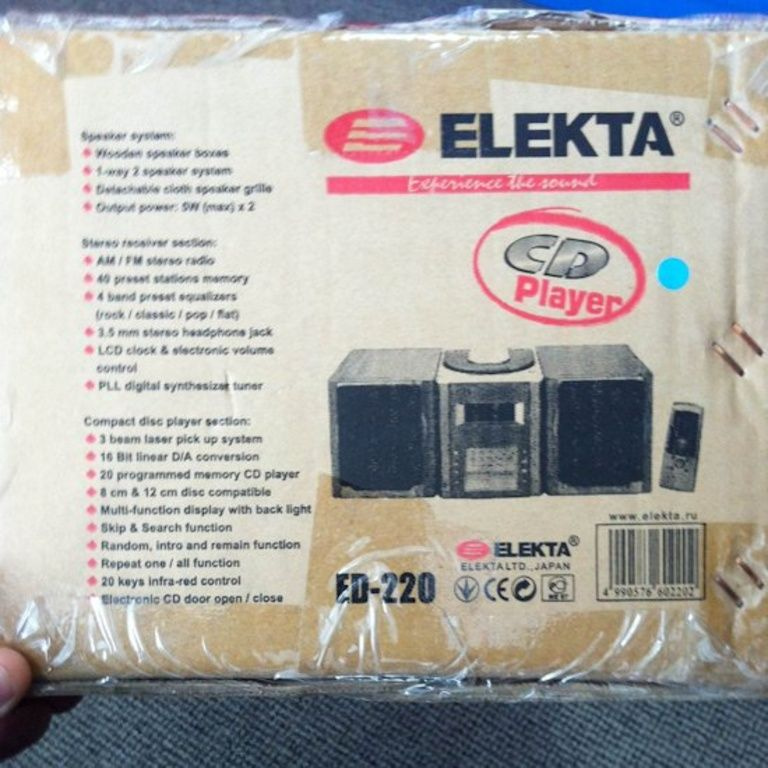 Speaker system:
Wooden speaker boxes
1-way 2 speaker system
Detachable cloth speaker grille
Output power: 5W (max) x 2
Stereo receiver section:
AM / FM stereo radio
40 preset stations memory
4 band preset equalizers
(rock / classic / pop / flat)
3.5 mm stereo headphone jack
LCD clock & electronic volume
control
PLL digital synthesizer tuner
Compact disc player section:
3 beam laser pick up system
16 Bit linear D/A conversion
20 programmed memory CD player
8 cm & 12 cm disc compatible
Multi-function display with back light
Skip & Search function
Random, intro and remain function
Repeat one / all function
20 keys infra-red control
Electronic CD door open / close
ELEKTA®
Experience the sound
CD
Player
www.elekta.ru
ELEKTA®
ELEKTA LTD., JAPAN
ED-220
CE
4 990576 602202